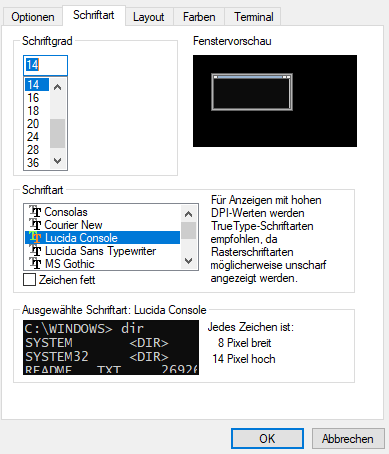 Optionen Schriftart Layout Farben Terminal
Schriftgrad
14
14
16
18
20
24
28
36
Fenstervorschau
Schriftart
Consolas
Courier New
Lucida Console
Lucida Sans Typewriter
MS Gothic
Zeichen fett
Für Anzeigen mit hohen
DPI-Werten werden
TrueType-Schriftarten
empfohlen, da
Rasterschriftarten
möglicherweise unscharf
angezeigt werden.
Ausgewählte Schriftart: Lucida Console
C:\WINDOWS> dir
SYSTEM <DIR>
SYSTEM32 <DIR>
README TXT 26926
Jedes Zeichen ist:
8 Pixel breit
14 Pixel hoch
OK Abbrechen